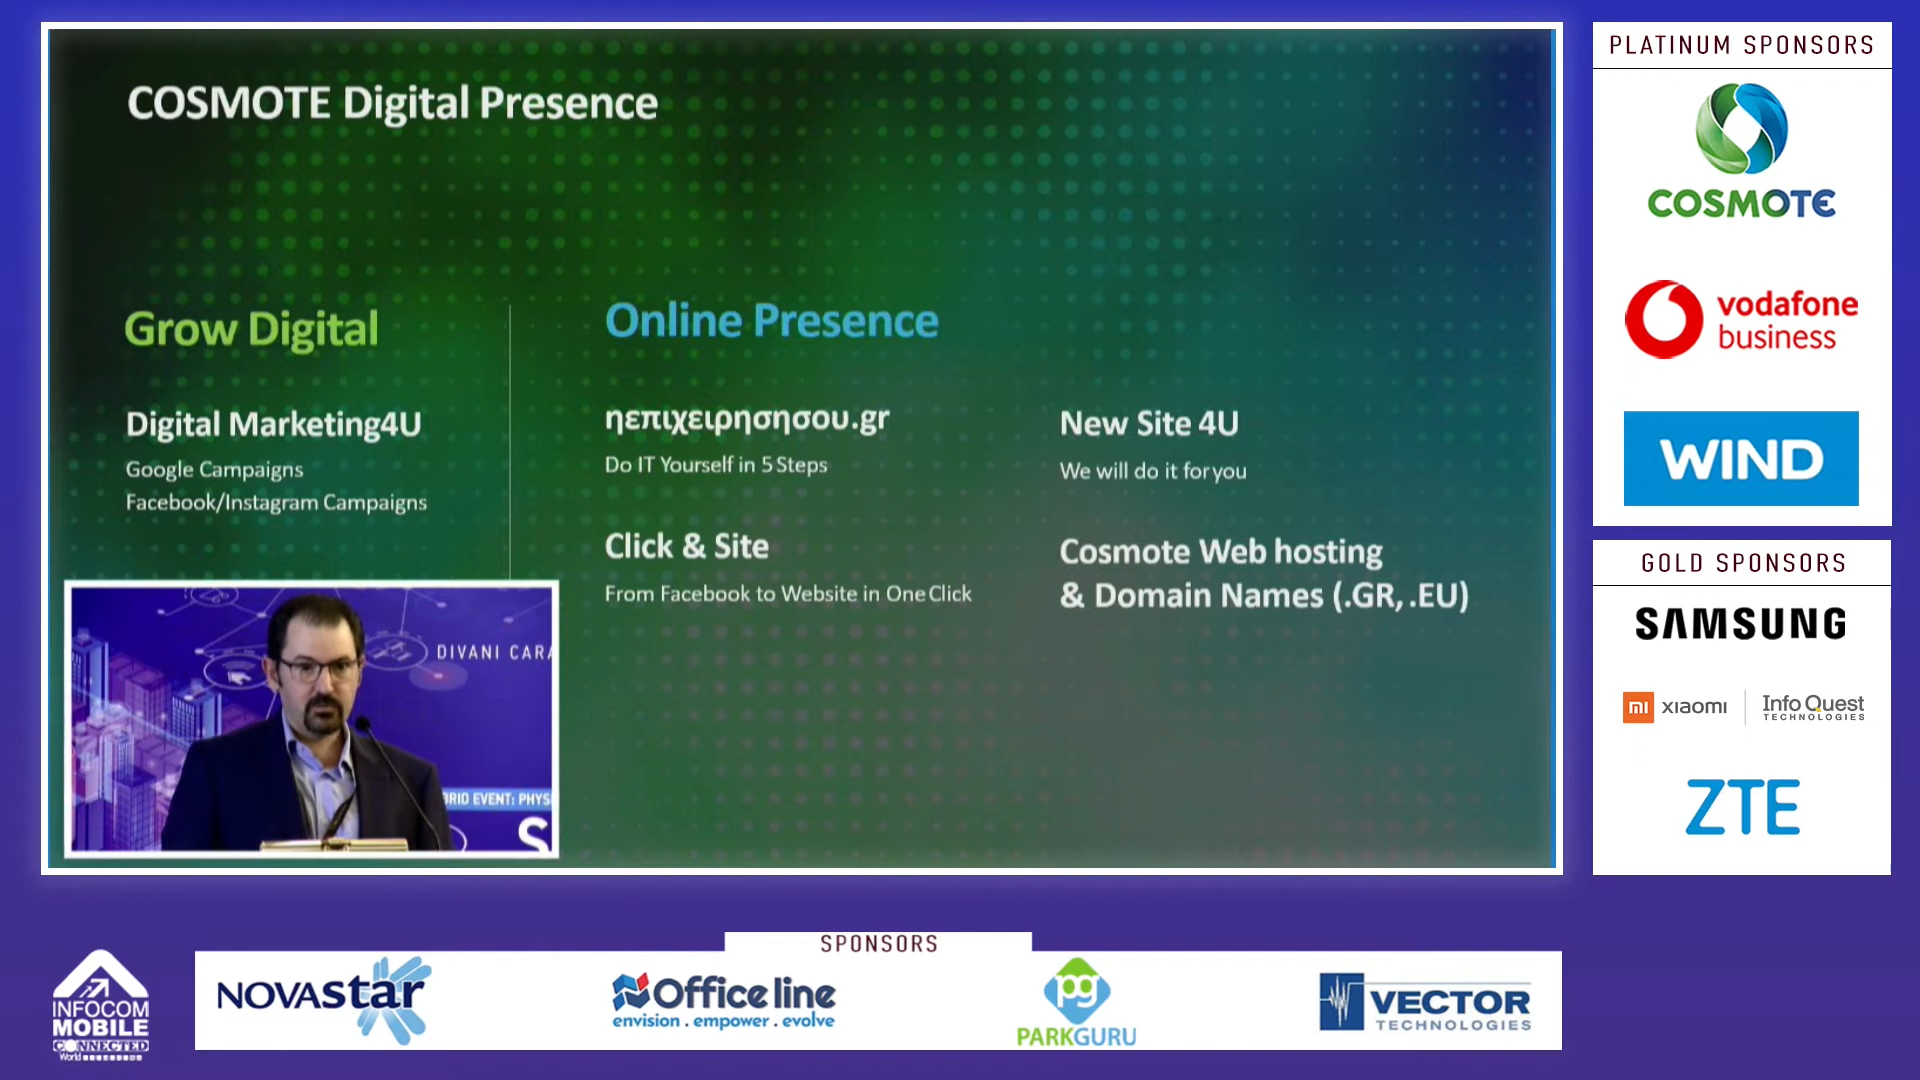 COSMOTE Digital Presence
Grow Digital
Digital Marketing4U
Google Campaigns
Facebook/Instagram Campaigns
Online Presence
ηεπιχειρησησου.gr
Do IT Yourself in 5 Steps
Click & Site
From Facebook to Website in One Click
New Site 4U
We will do it for you
Cosmote Web hosting
& Domain Names (.GR, .EU)
DIVANI CARA
BRID EVENT: PHYS
S
PLATINUM SPONSORS
COSMOTE
vodafone
business
WIND
GOLD SPONSORS
SAMSUNG
mi xiaomi
Info Quest
TECHNOLOGIES
ZTE
SPONSORS
INFOCOM
MOBILE
CONNECTED
World
NOVAstar
Office line
envision . empower . evolve
pg
PARKGURU
VECTOR
TECHNOLOGIES